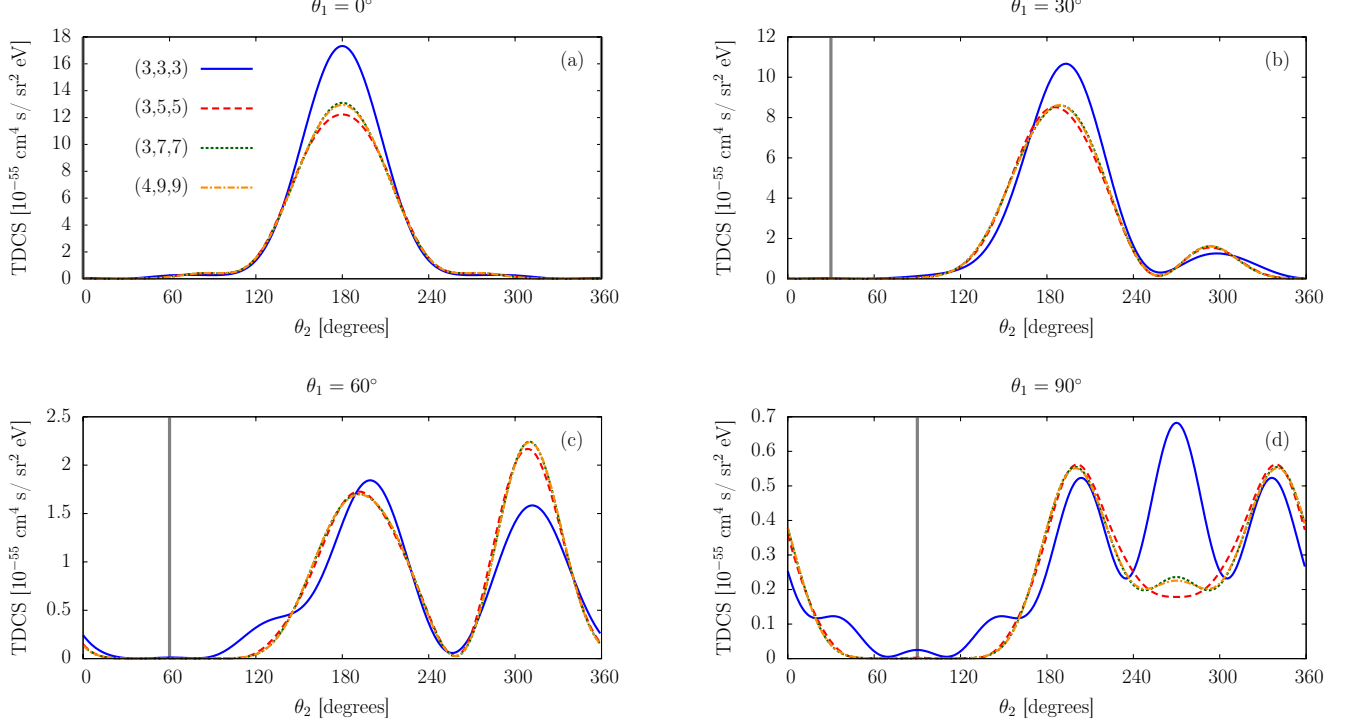 θ₁ = 0°
TDCS [10⁻⁵⁵ cm⁴ s/ sr² eV]
18
16
14
12
10
8
6
4
2
0
(a)
(3,3,3)
(3,5,5)
(3,7,7)
(4,9,9)
0 60 120 180 240 300 360
θ₂ [degrees]
θ₁ = 30°
TDCS [10⁻⁵⁵ cm⁴ s/ sr² eV]
12
10
8
6
4
2
0
(b)
0 60 120 180 240 300 360
θ₂ [degrees]
θ₁ = 60°
TDCS [10⁻⁵⁵ cm⁴ s/ sr² eV]
2.5
2
1.5
1
0.5
0
(c)
0 60 120 180 240 300 360
θ₂ [degrees]
θ₁ = 90°
TDCS [10⁻⁵⁵ cm⁴ s/ sr² eV]
0.7
0.6
0.5
0.4
0.3
0.2
0.1
0
(d)
0 60 120 180 240 300 360
θ₂ [degrees]